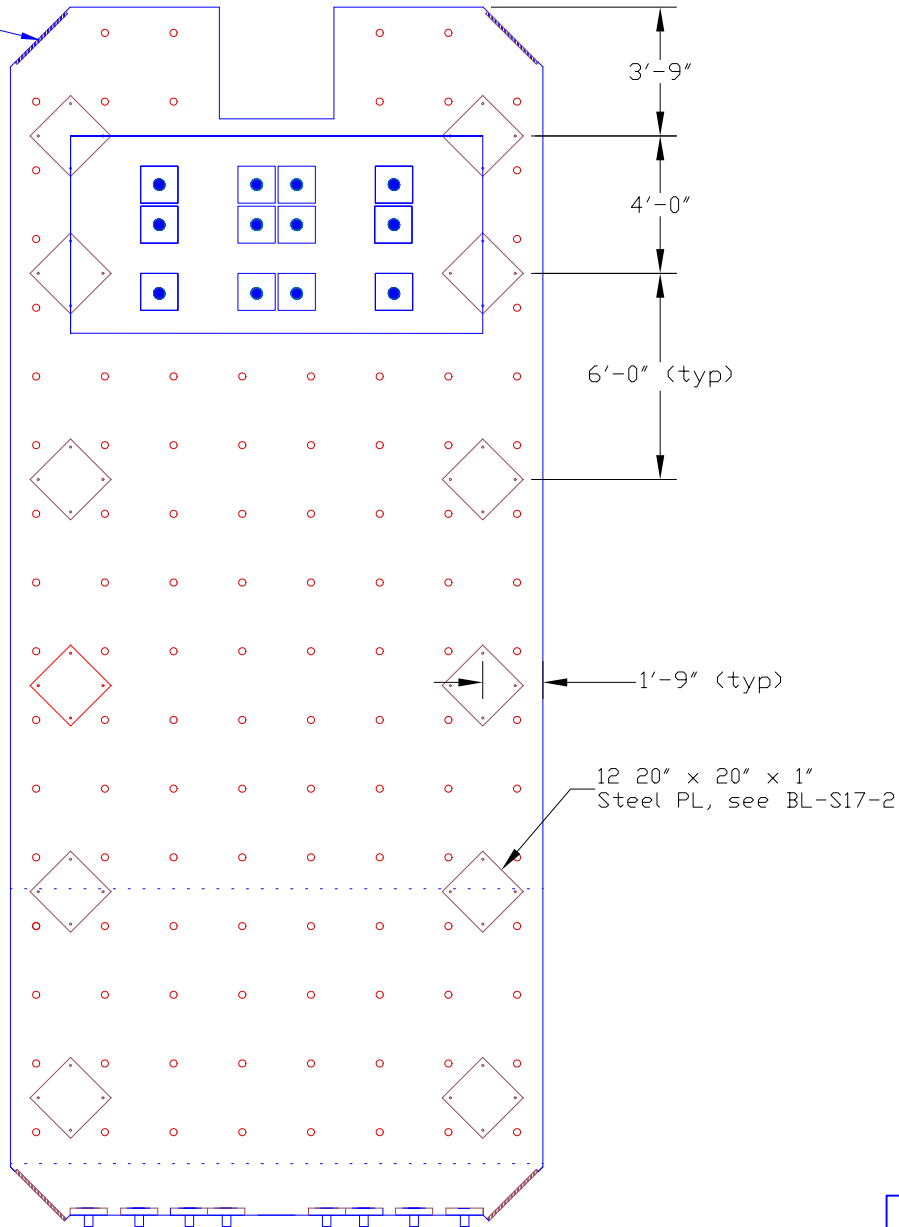 3'-9"
4'-0"
6'-0" (typ)
1'-9" (typ)
12 20" x 20" x 1"
Steel PL, see BL-S17-2